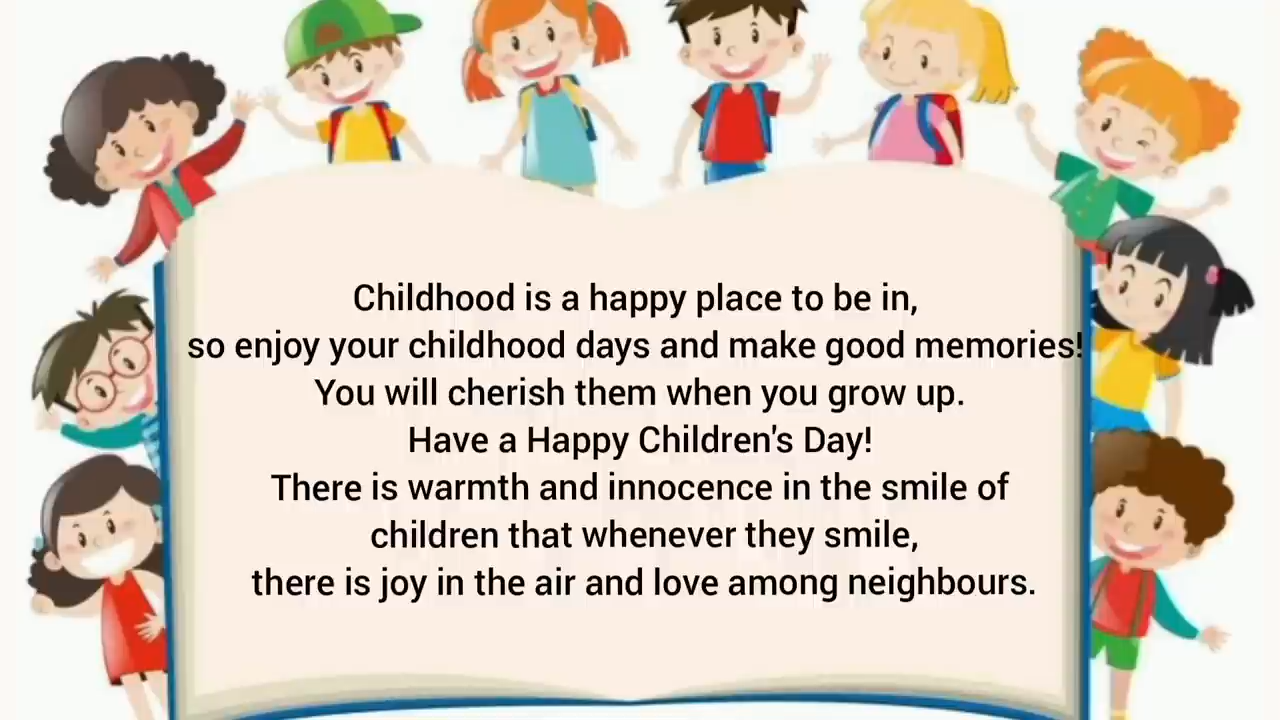 Childhood is a happy place to be in,
so enjoy your childhood days and make good memories!
You will cherish them when you grow up.
Have a Happy Children's Day!
There is warmth and innocence in the smile of
children that whenever they smile,
there is joy in the air and love among neighbours.